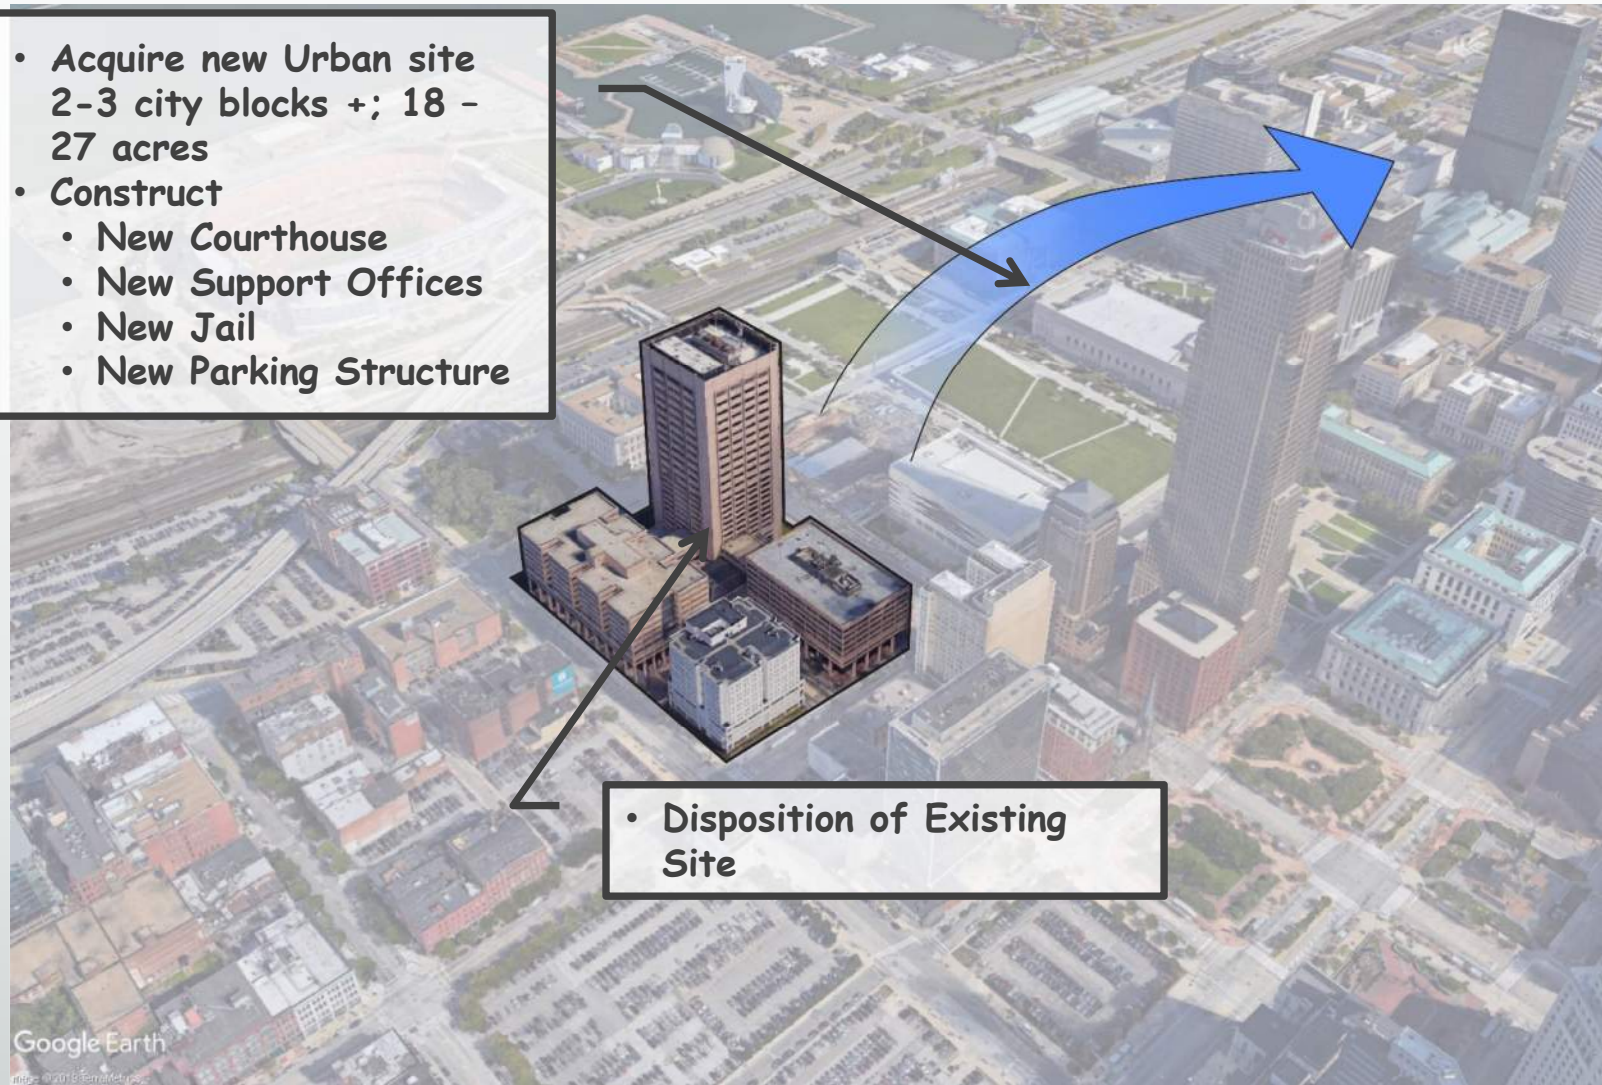 • Acquire new Urban site
2-3 city blocks +; 18 –
27 acres
• Construct
• New Courthouse
• New Support Offices
• New Jail
• New Parking Structure
• Disposition of Existing
Site
Google Earth